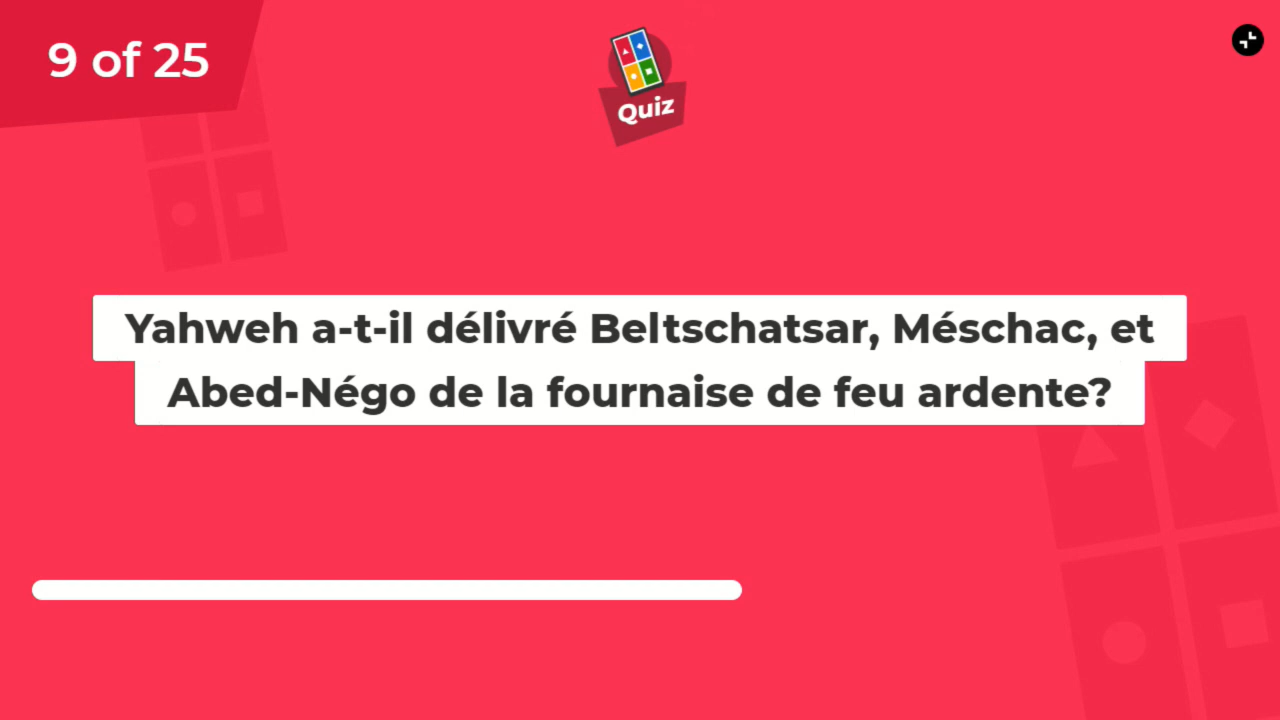 9 of 25
Quiz
Yahweh a-t-il délivré Beltschatsar, Méschac, et
Abed-Négo de la fournaise de feu ardente?